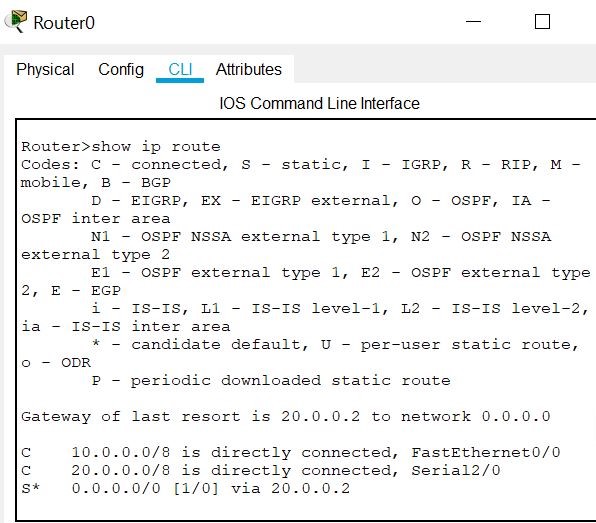 Router0
Physical Config CLI Attributes
IOS Command Line Interface
Router>show ip route
Codes: C - connected, S - static, I - IGRP, R - RIP, M -
mobile, B - BGP
D - EIGRP, EX - EIGRP external, O - OSPF, IA -
OSPF inter area
N1 - OSPF NSSA external type 1, N2 - OSPF NSSA
external type 2
E1 - OSPF external type 1, E2 - OSPF external type
2, E - EGP
i - IS-IS, L1 - IS-IS level-1, L2 - IS-IS level-2,
ia - IS-IS inter area
* - candidate default, U - per-user static route,
o - ODR
P - periodic downloaded static route
Gateway of last resort is 20.0.0.2 to network 0.0.0.0
C 10.0.0.0/8 is directly connected, FastEthernet0/0
C 20.0.0.0/8 is directly connected, Serial2/0
S* 0.0.0.0/0 [1/0] via 20.0.0.2